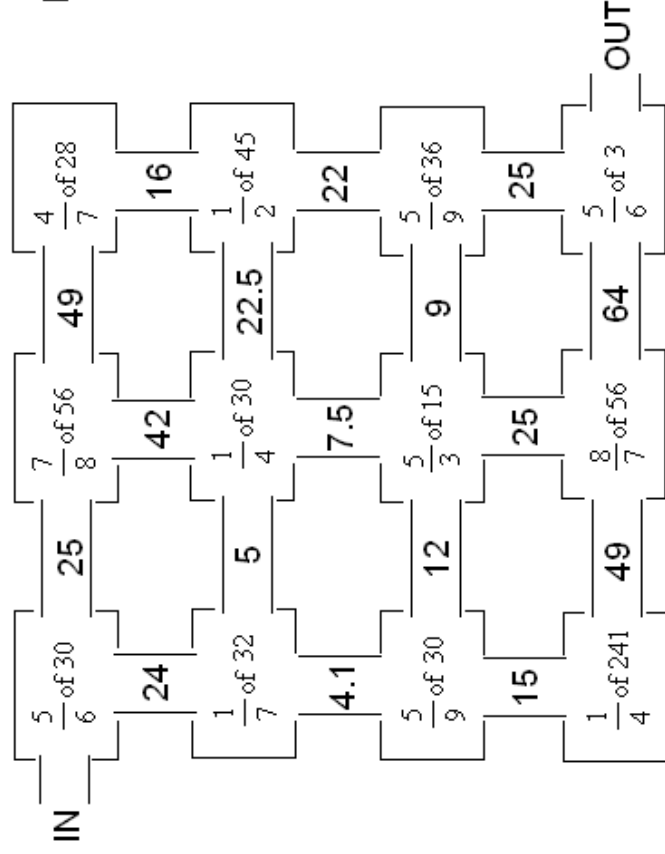 IN 5/6 of 30 25 7/8 of 56 49 4/7 of 28
24 42 16
1/7 of 32 5 1/4 of 30 22.5 1/2 of 45
4.1 7.5 22
5/9 of 30 12 5/3 of 15 9 5/9 of 36
15 25 25
1/4 of 241 49 8/7 of 56 64 5/6 of 3 OUT